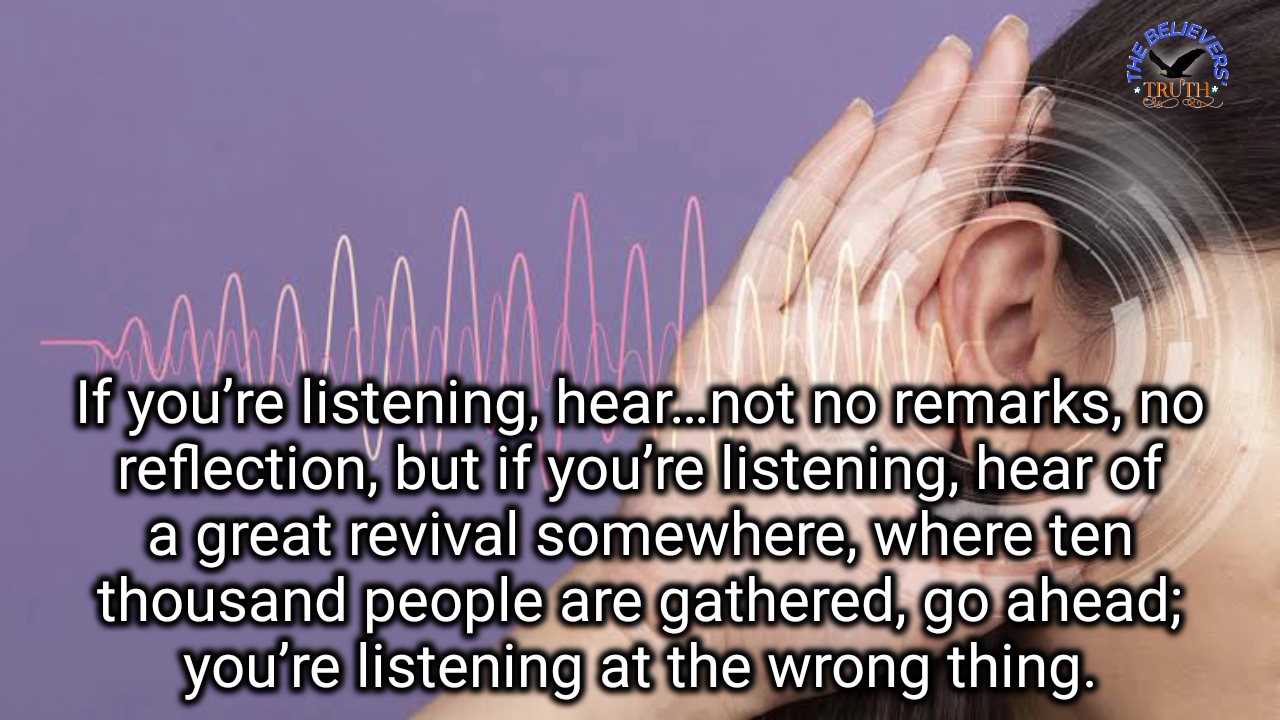 THE BELIEVERS'
*TRUTH*
If you’re listening, hear…not no remarks, no
reflection, but if you’re listening, hear of
a great revival somewhere, where ten
thousand people are gathered, go ahead;
you’re listening at the wrong thing.